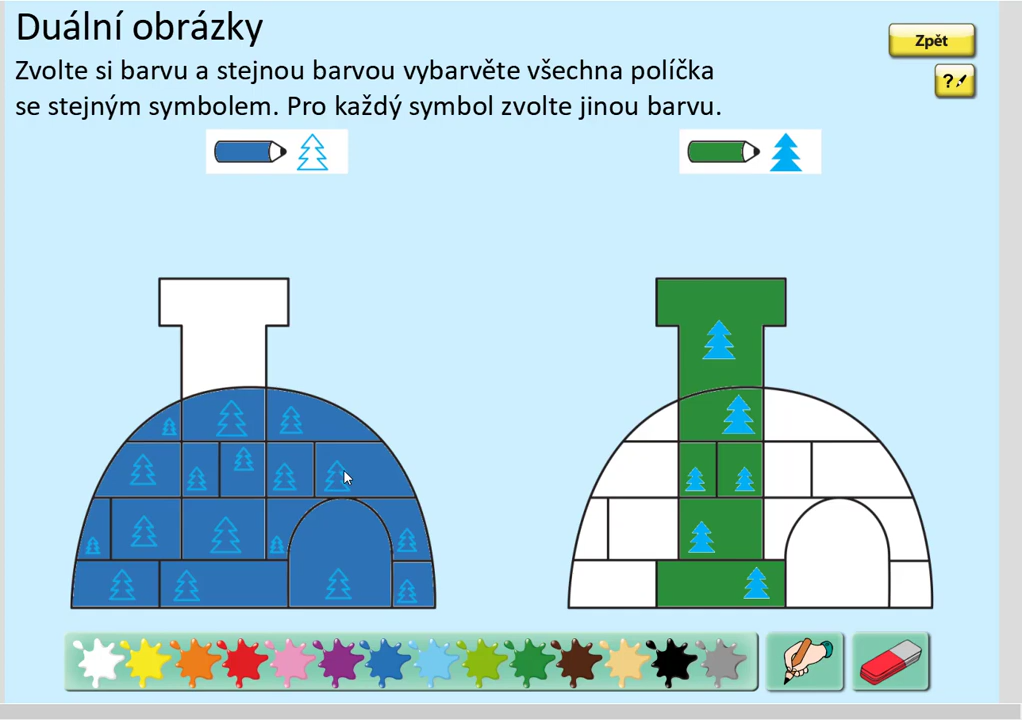 Duální obrázky
Zpět
Zvolte si barvu a stejnou barvou vybarvěte všechna políčka
?
se stejným symbolem. Pro každý symbol zvolte jinou barvu.